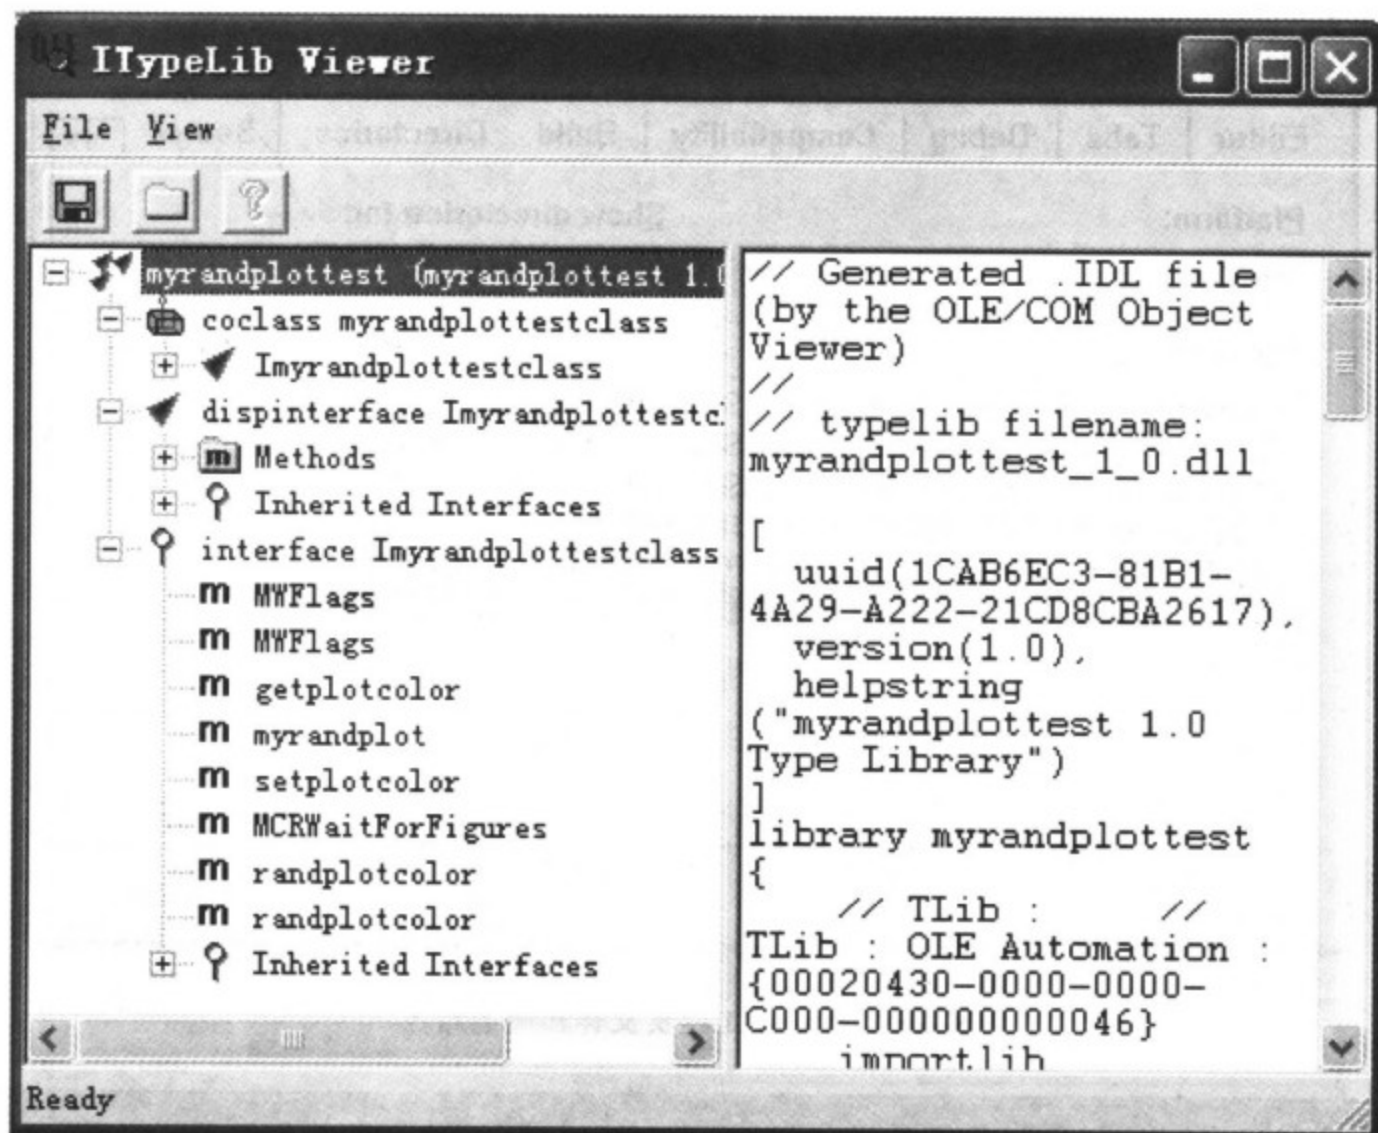 ITypeLib Viewer
File View
myrandplottest (myrandplottest 1.0
coclass myrandplottestclass
Imyrandplottestclass
dispinterface Imyrandplottestcl
Methods
Inherited Interfaces
interface Imyrandplottestclass
MWFlags
MWFlags
getplotcolor
myrandplot
setplotcolor
MCRWaitForFigures
randplotcolor
randplotcolor
Inherited Interfaces
// Generated .IDL file
(by the OLE/COM Object
Viewer)
//
// typelib filename:
myrandplottest_1_0.dll
[
uuid(1CAB6EC3-81B1-
4A29-A222-21CD8CBA2617),
version(1.0),
helpstring
("myrandplottest 1.0
Type Library")
]
library myrandplottest
{
// TLib : //
TLib : OLE Automation :
{00020430-0000-0000-
C000-000000000046}
importlib
Ready